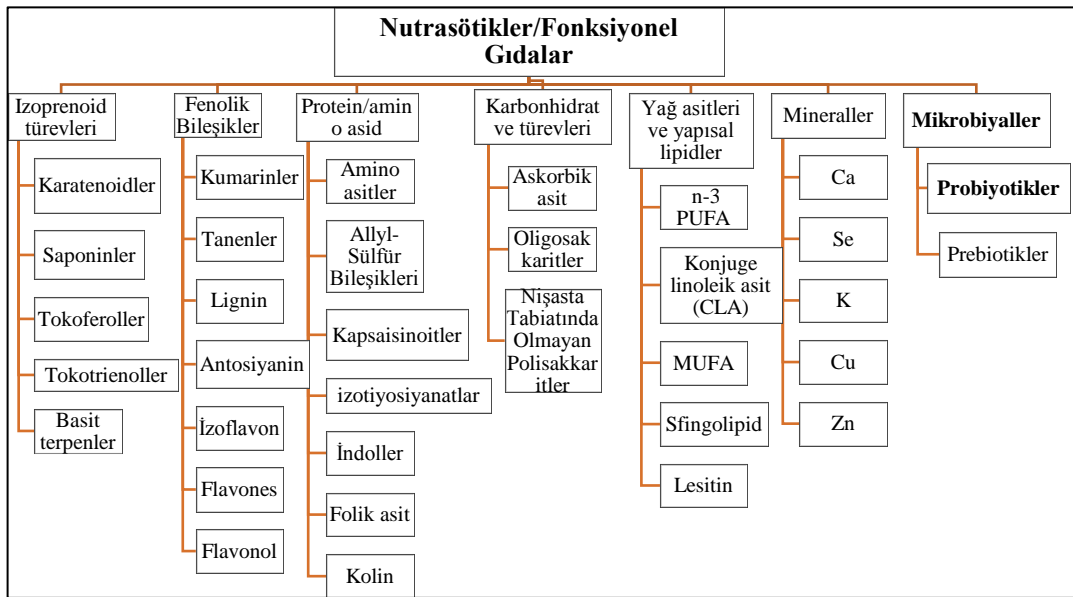 Nutrasötikler/Fonksiyonel
Gıdalar
Izoprenoid
türevleri
Karatenoidler
Saponinler
Tokoferoller
Tokotrienoller
Basit
terpenler
Fenolik
Bileşikler
Kumarinler
Tanenler
Lignin
Antosiyanin
İzoflavon
Flavones
Flavonol
Protein/amin
o asid
Amino
asitler
Allyl-
Sülfür
Bileşikleri
Kapsaisinoitler
izotiyosiyanatlar
İndoller
Folik asit
Kolin
Karbonhidrat
ve türevleri
Askorbik
asit
Oligosak
karitler
Nişasta
Tabiatında
Olmayan
Polisakkar
itler
Yağ asitleri
ve yapısal
lipidler
n-3
PUFA
Konjuge
linoleik asit
(CLA)
MUFA
Sfingolipid
Lesitin
Mineraller
Ca
Se
K
Cu
Zn
Mikrobiyaller
Probiyotikler
Prebiotikler